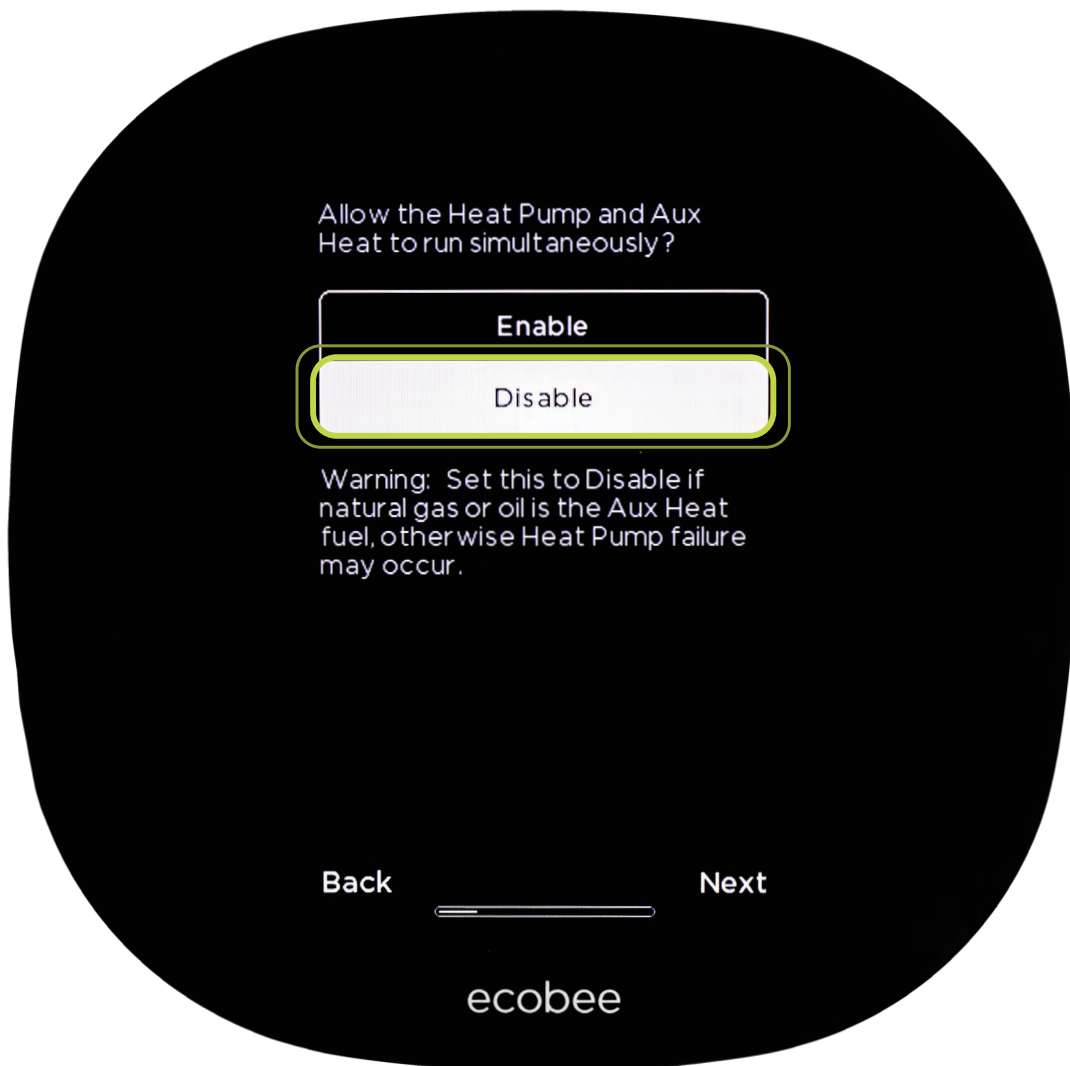 Allow the Heat Pump and Aux
Heat to run simultaneously?
Enable
Disable
Warning: Set this to Disable if
natural gas or oil is the Aux Heat
fuel, otherwise Heat Pump failure
may occur.
Back
Next
ecobee